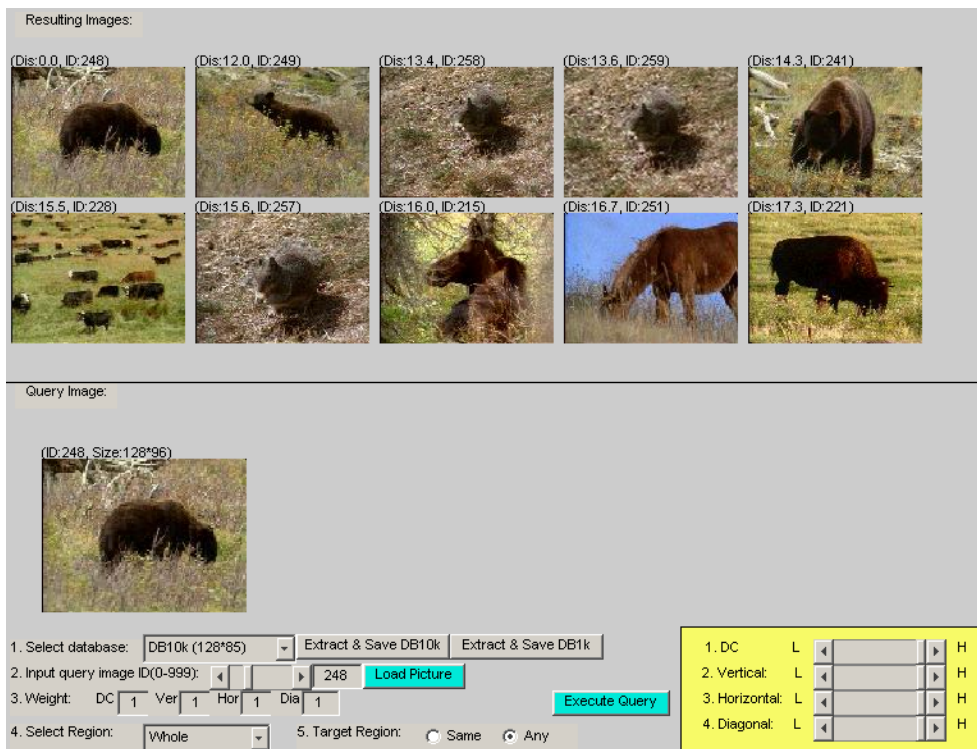 Resulting Images:
(Dis:0.0, ID:248) (Dis:12.0, ID:249) (Dis:13.4, ID:258) (Dis:13.6, ID:259) (Dis:14.3, ID:241)
(Dis:15.5, ID:228) (Dis:15.6, ID:257) (Dis:16.0, ID:215) (Dis:16.7, ID:251) (Dis:17.3, ID:221)
Query Image:
(ID:248, Size:128*96)
1. Select database: DB10k (128*85) Extract & Save DB10k Extract & Save DB1k
2. Input query image ID(0-999): 248 Load Picture
3. Weight: DC 1 Ver 1 Hor 1 Dia 1 Execute Query
4. Select Region: Whole 5. Target Region: Same Any
1. DC L H
2. Vertical: L H
3. Horizontal: L H
4. Diagonal: L H